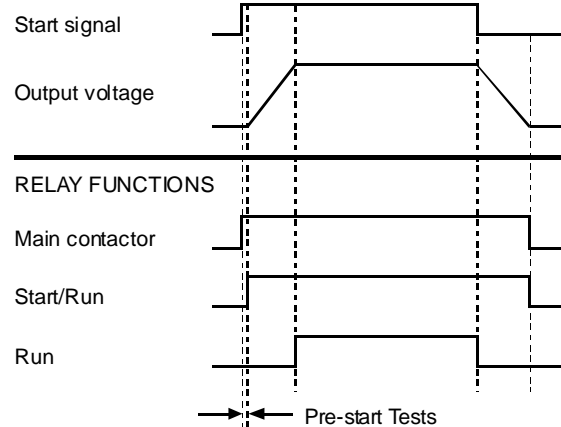 Start signal
Output voltage
RELAY FUNCTIONS
Main contactor
Start/Run
Run
Pre-start Tests